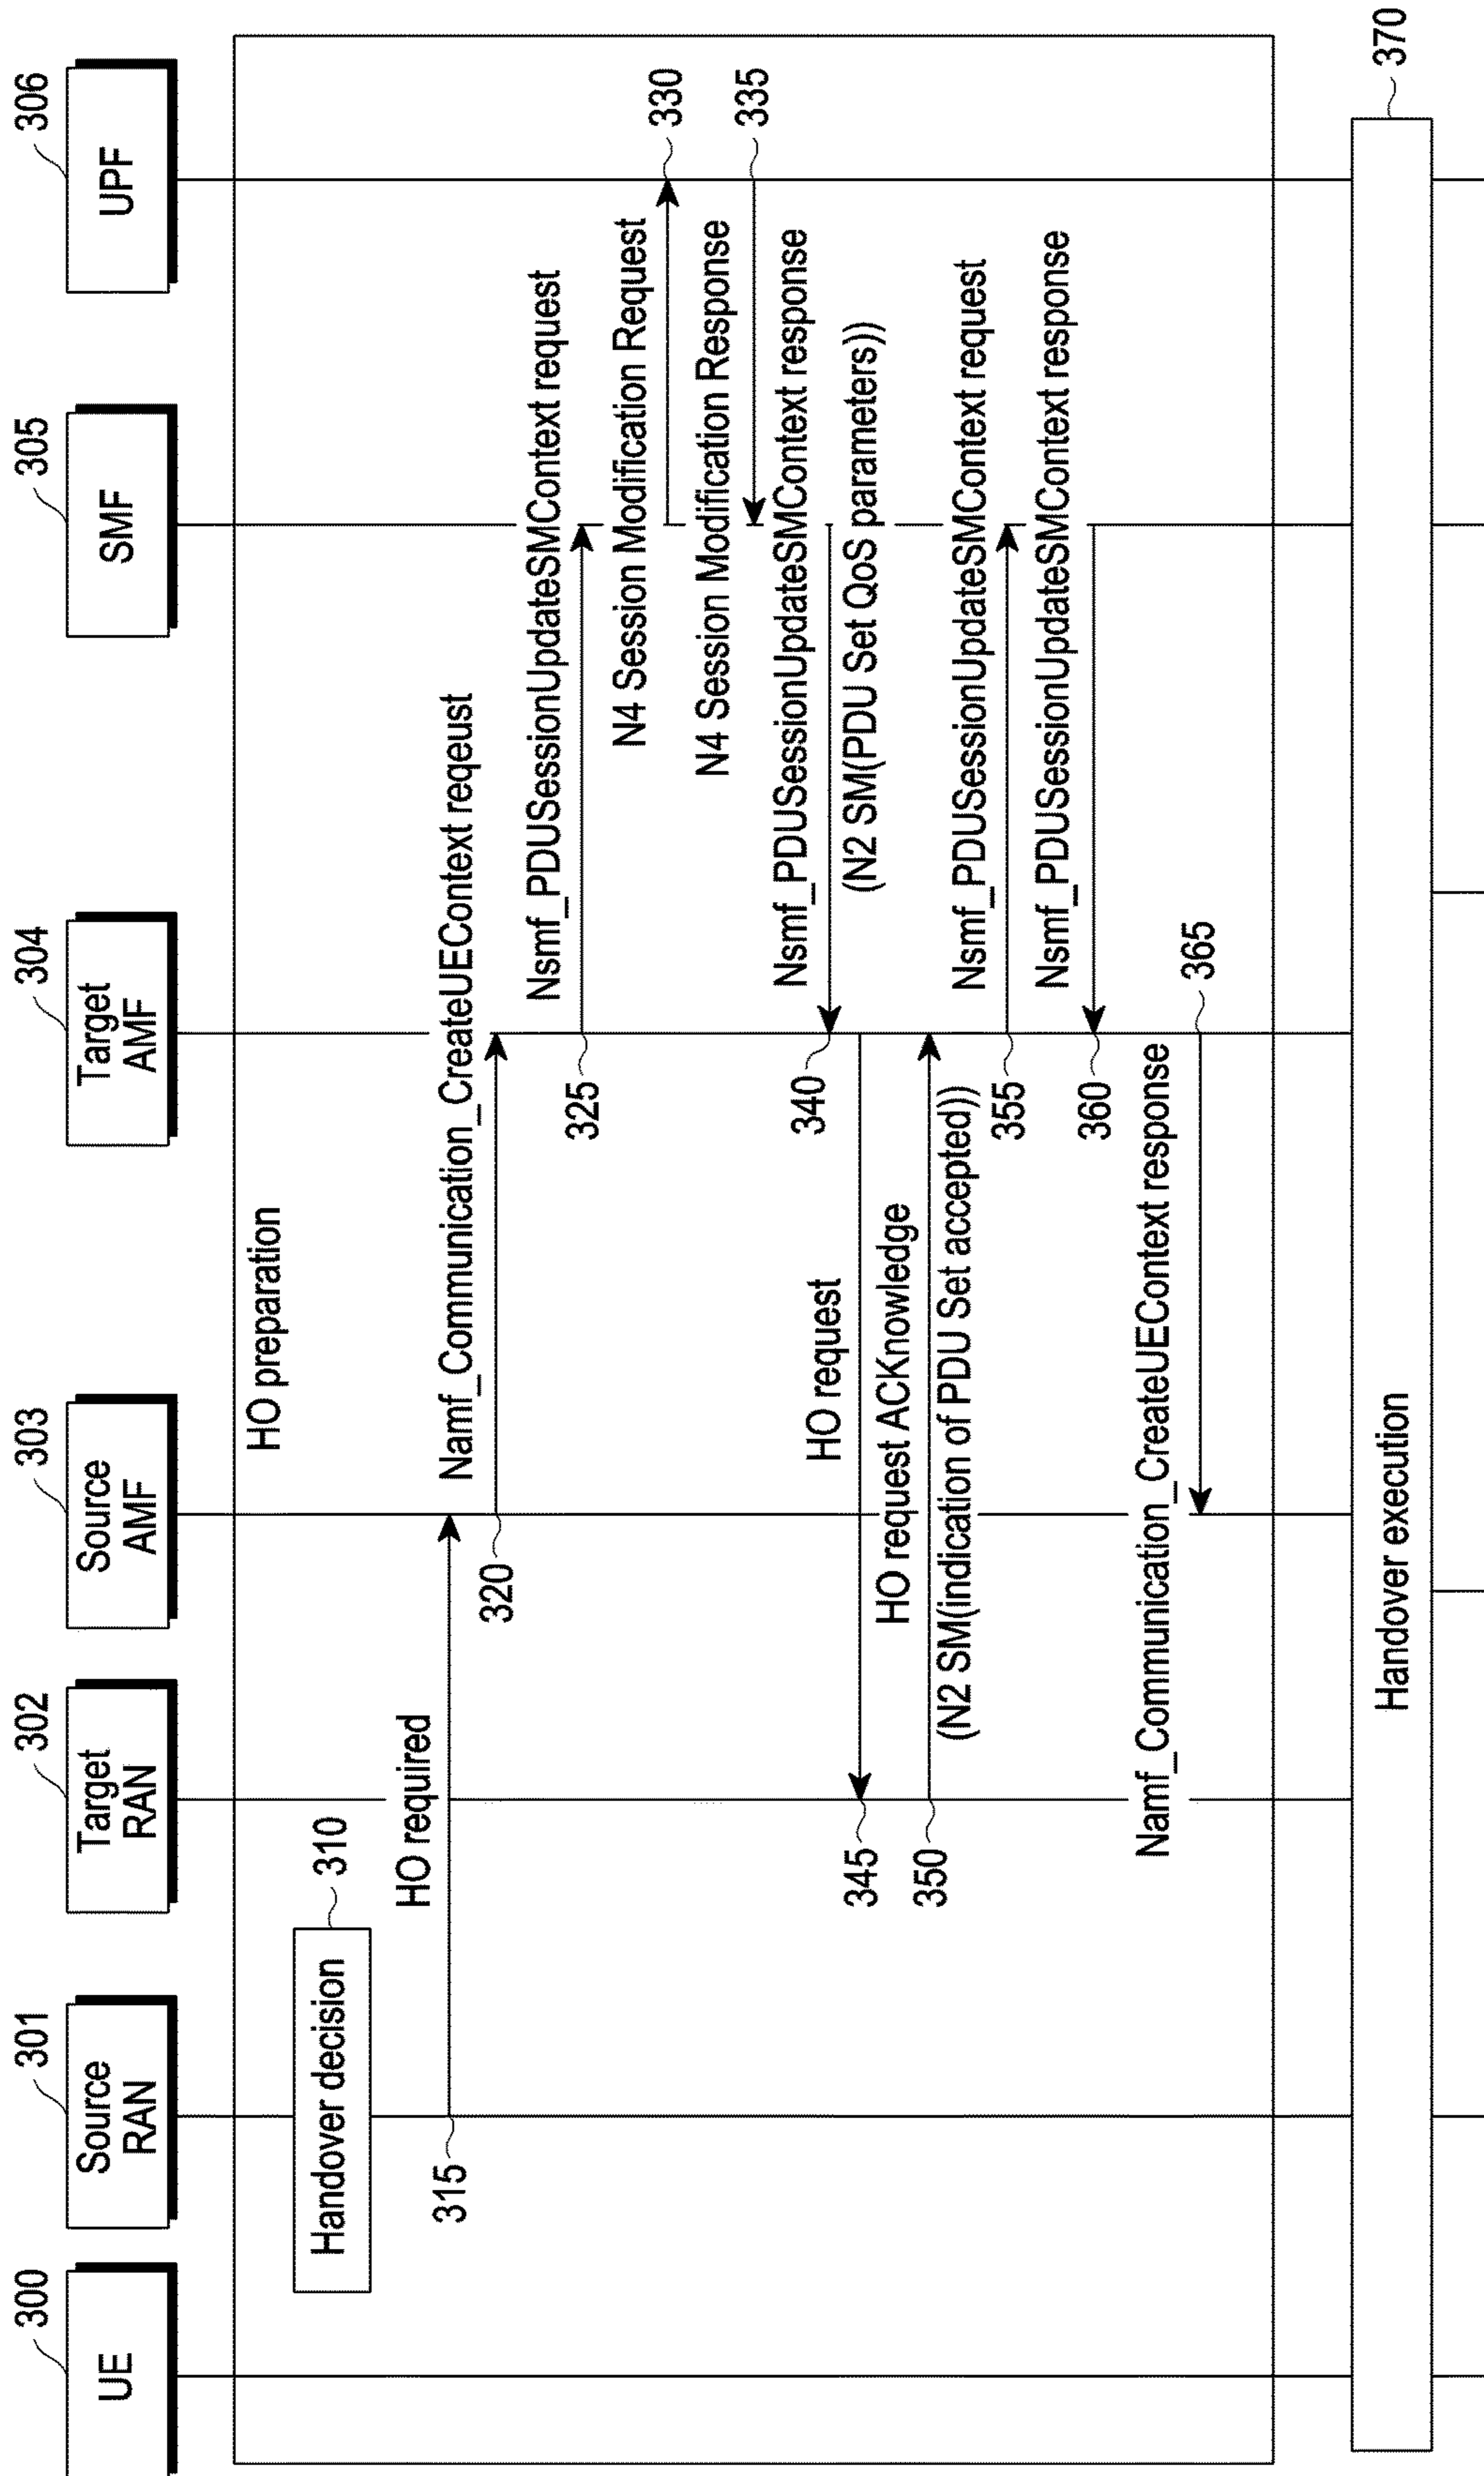 300
301
302
303
304
305
306
UE
Source
RAN
Target
RAN
Source
AMF
Target
AMF
SMF
UPF
HO preparation
Handover decision
310
HO required
315
Namf_Communication_CreateUEContext reqeust
320
Nsmf_PDUSessionUpdateSMContext request
325
N4 Session Modification Request
330
N4 Session Modification Response
335
Nsmf_PDUSessionUpdateSMContext response
(N2 SM(PDU Set QoS parameters))
340
HO request
345
HO request ACKnowledge
(N2 SM(indication of PDU Set accepted))
350
Nsmf_PDUSessionUpdateSMContext request
355
Nsmf_PDUSessionUpdateSMContext response
360
Namf_Communication_CreateUEContext response
365
Handover execution
370